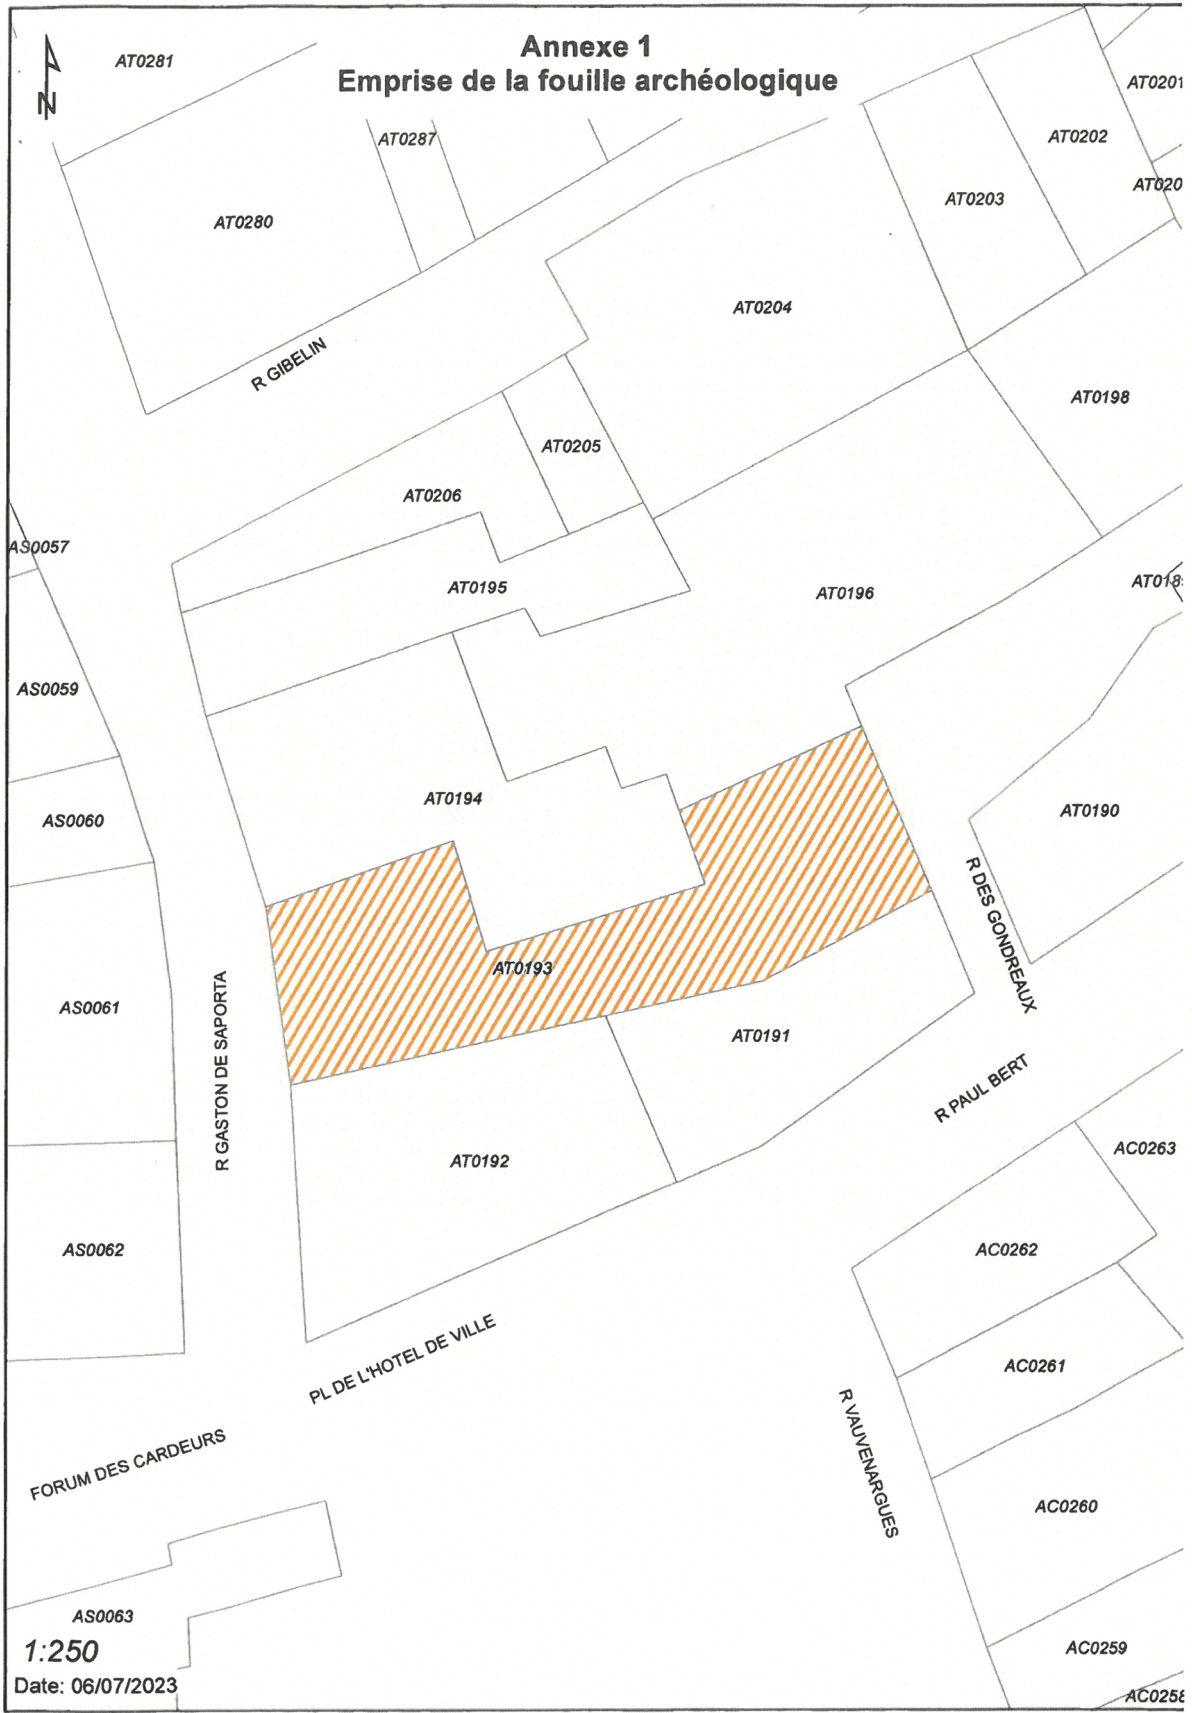 Annexe 1
Emprise de la fouille archéologique
N
AT0281
AT0201
AT0287
AT0202
AT020
AT0203
AT0280
AT0204
R GIBELIN
AT0198
AT0205
AT0206
AS0057
AT0195
AT0196
AT018
AS0059
AT0194
AT0190
AS0060
R DES GONDREAUX
AT0193
AS0061
R GASTON DE SAPORTA
AT0191
R PAUL BERT
AT0192
AC0263
AS0062
AC0262
PL DE L'HOTEL DE VILLE
AC0261
R VAUVENARGUES
FORUM DES CARDEURS
AC0260
AS0063
AC0259
1:250
Date: 06/07/2023
AC0258